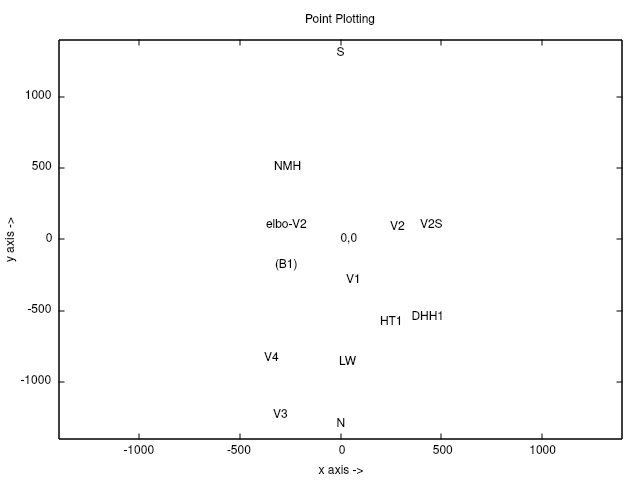 Point Plotting
S
1000
500
NMH
elbo-V2
V2
V2S
0
0,0
(B1)
V1
-500
HT1
DHH1
V4
LW
-1000
V3
N
-1000
-500
0
500
1000
x axis ->
y axis ->